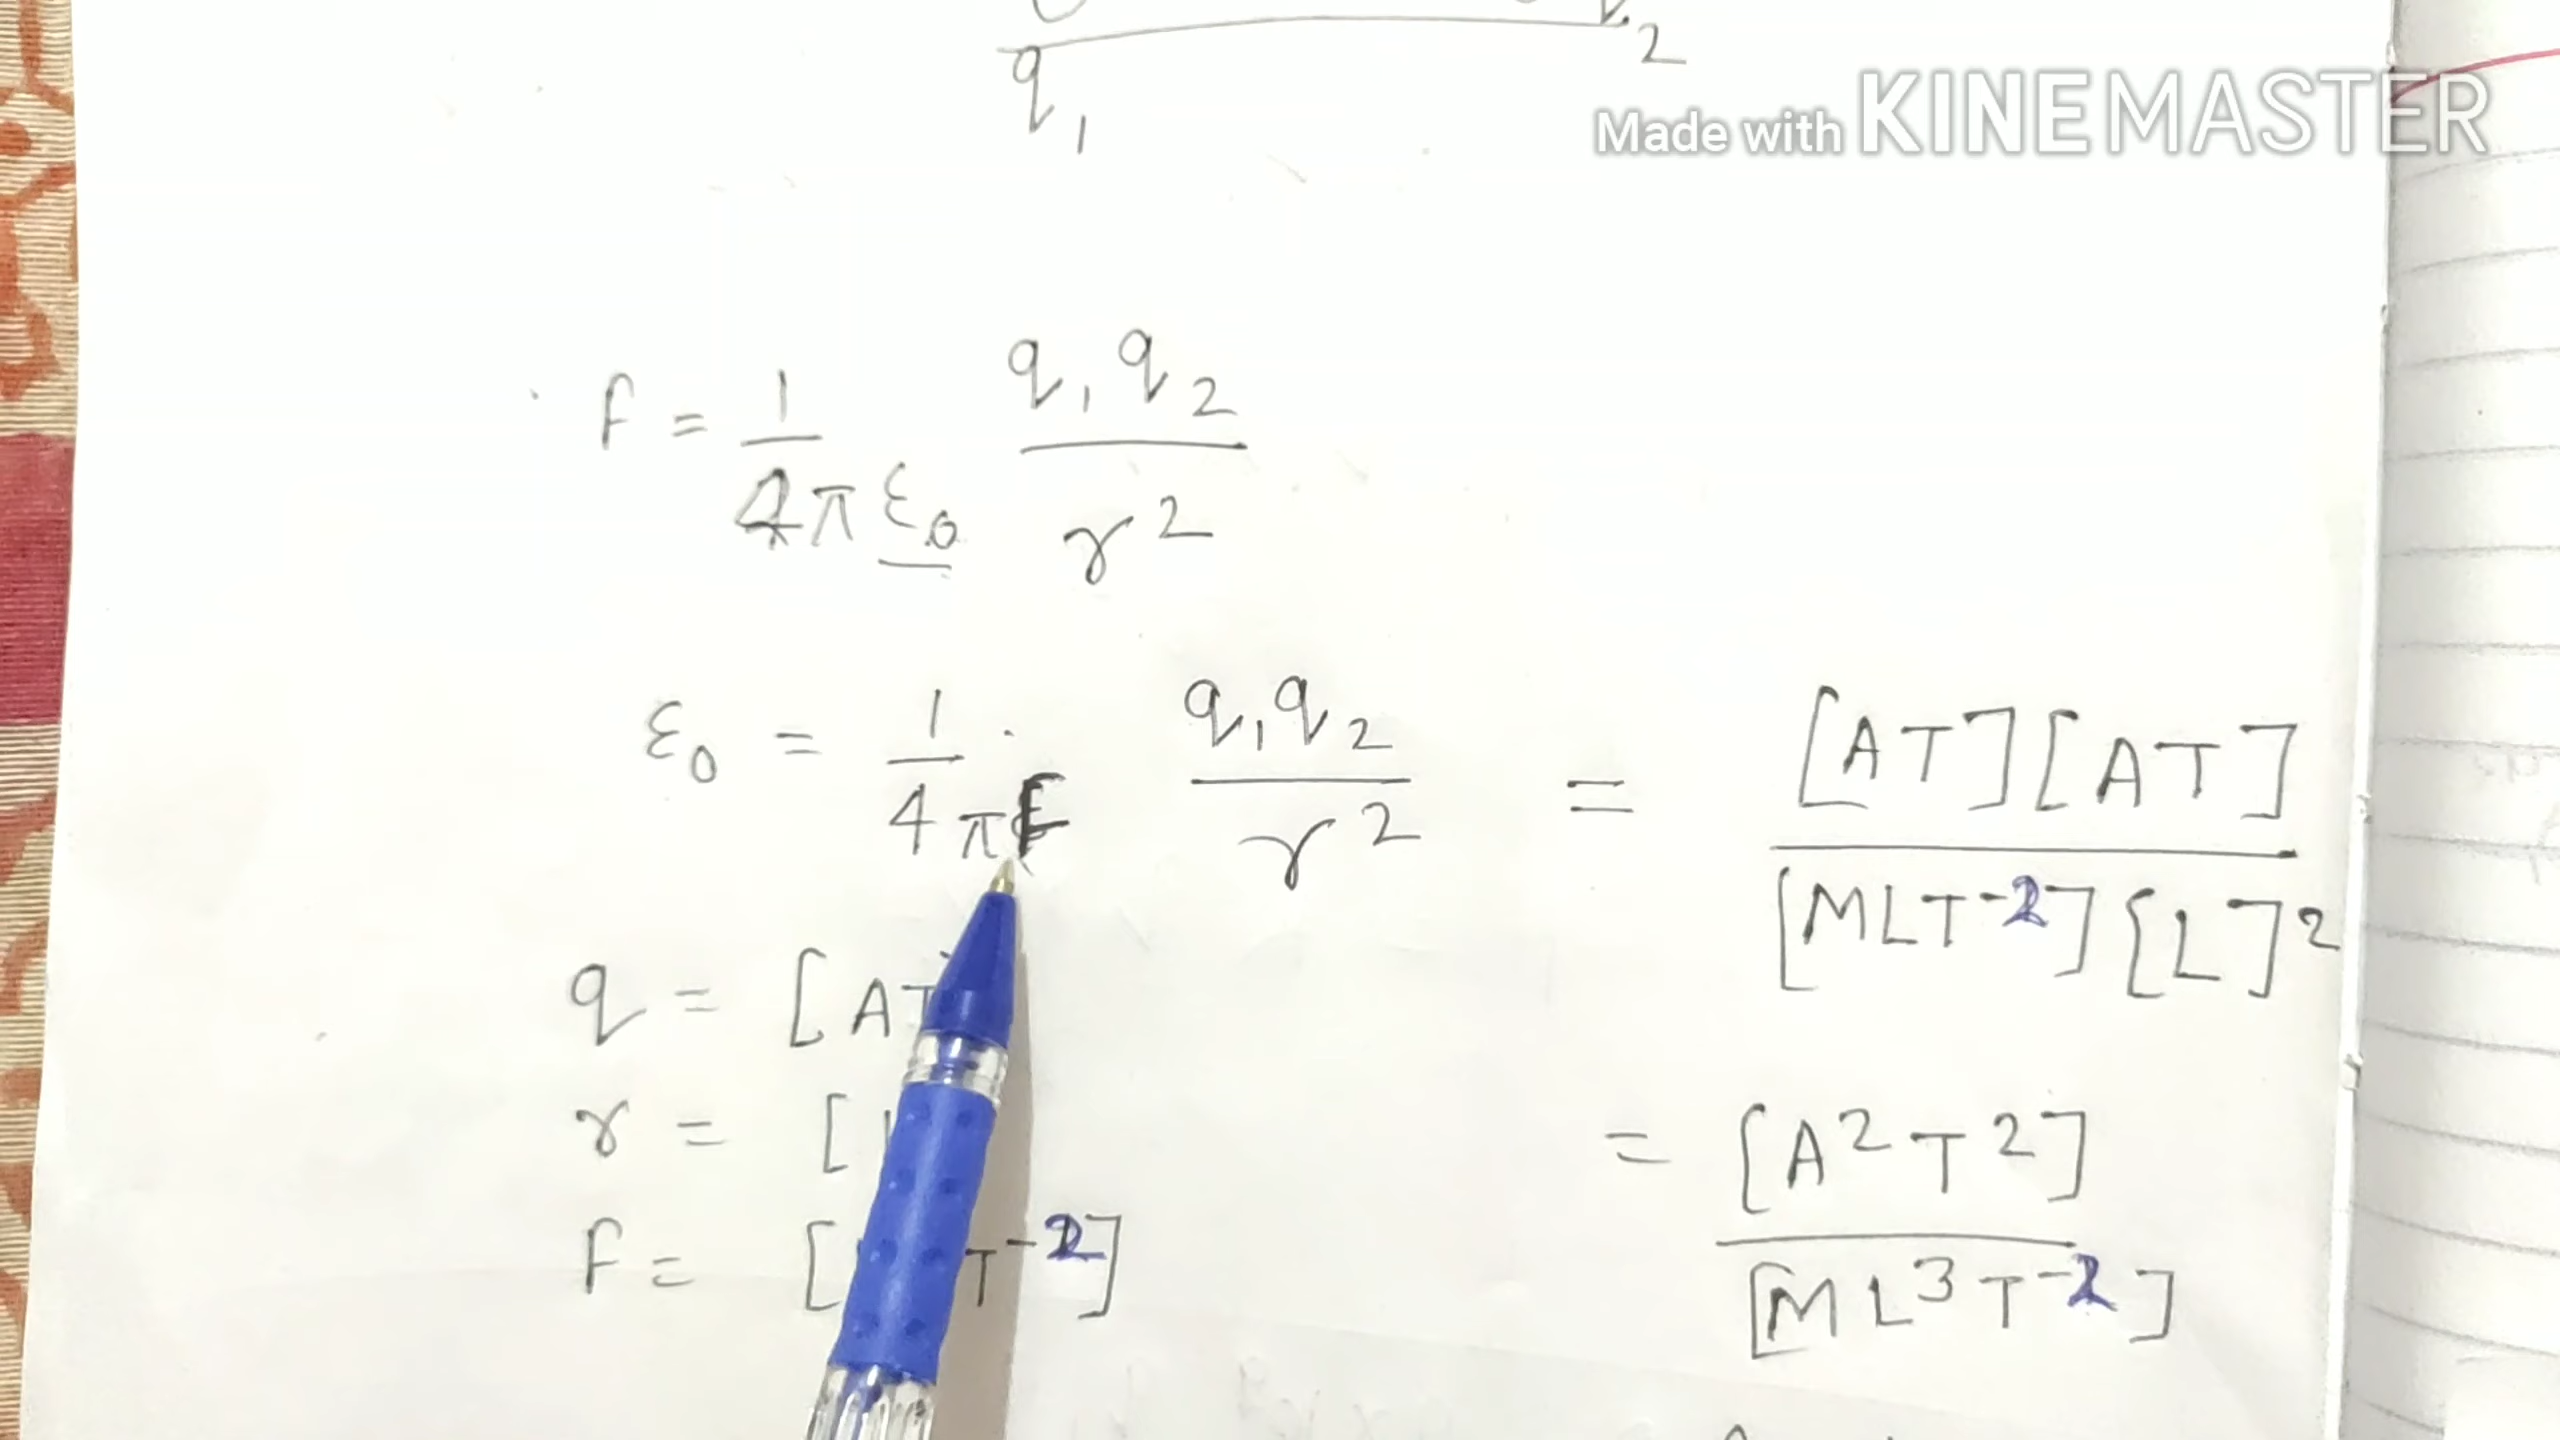 q₁ 2
Made with KINEMASTER
F = 1/4πε₀ q₁q₂/r²
ε₀ = 1/4πF · q₁q₂/r² = [AT][AT]/[MLT⁻²][L]²
q = [AT
r = [
F = [ T⁻²]
= [A²T²]/[ML³T⁻²]